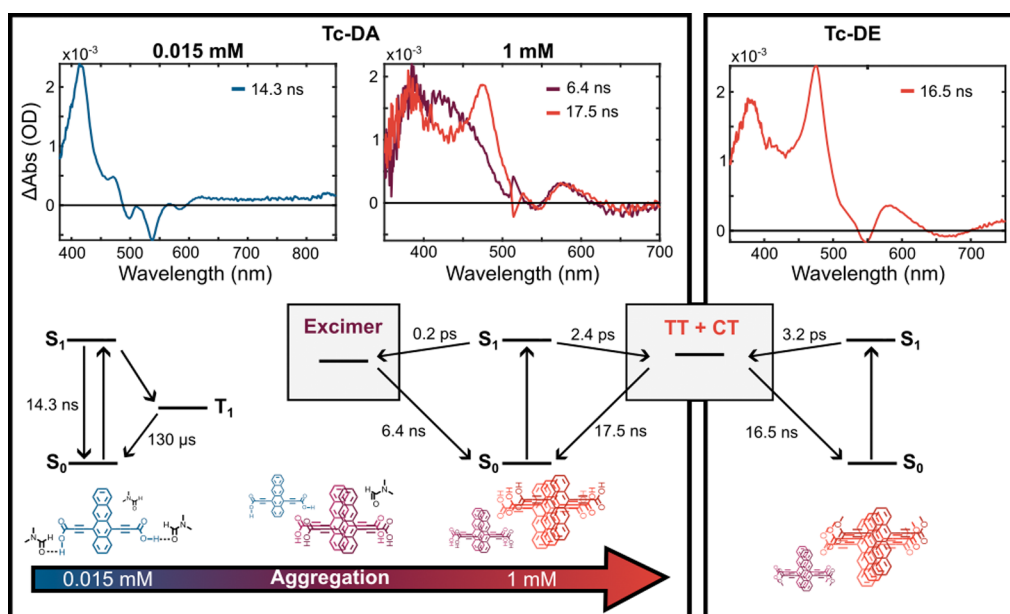 Tc-DA
Tc-DE
0.015 mM
1 mM
x10⁻³
x10⁻³
x10⁻³
14.3 ns
6.4 ns
17.5 ns
16.5 ns
ΔAbs (OD)
2
1
0
2
1
0
2
1
0
400 500 600 700 800
400 500 600 700
400 500 600 700
Wavelength (nm)
Wavelength (nm)
Wavelength (nm)
S₁
14.3 ns
T₁
130 µs
S₀
Excimer
0.2 ps
S₁
2.4 ps
TT + CT
3.2 ps
S₁
6.4 ns
17.5 ns
16.5 ns
S₀
S₀
0.015 mM
Aggregation
1 mM